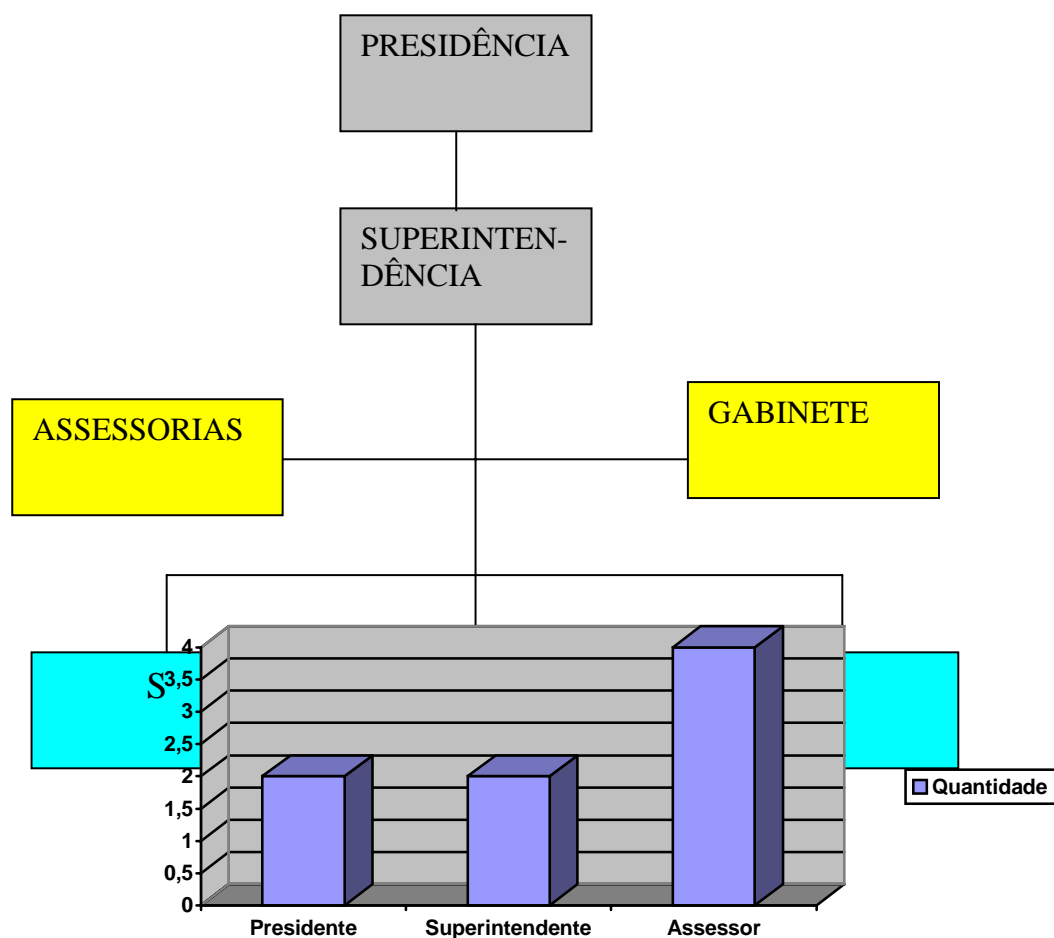 PRESIDÊNCIA
SUPERINTEN-
DÊNCIA
ASSESSORIAS
GABINETE
S
4
3,5
3
2,5
2
1,5
1
0,5
0
Quantidade
Presidente Superintendente Assessor